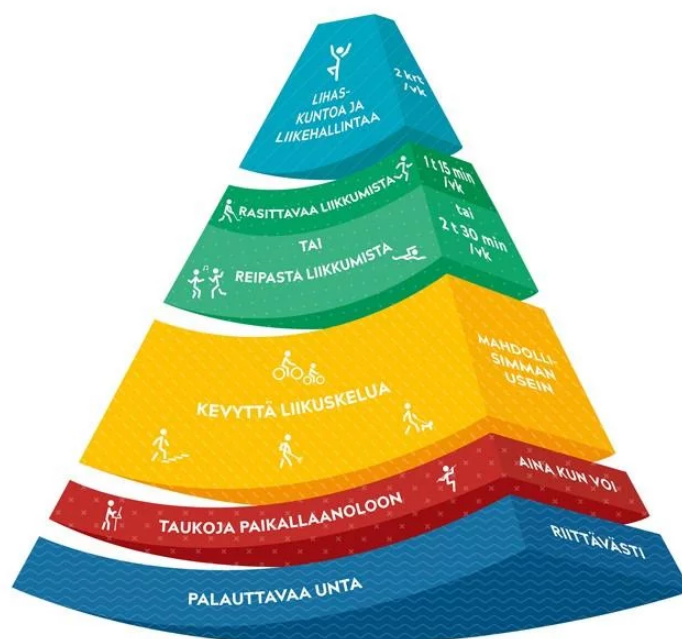 LIHAS-
KUNTOA JA
LIIKEHALLINTAA
2 krt
/vk
RASITTAVAA LIIKKUMISTA
1 t 15 min
/vk
TAI
tai
REIPASTA LIIKKUMISTA
2 t 30 min
/vk
KEVYTTÄ LIIKUSKELUA
MAHDOLLI-
SIMMAN
USEIN
TAUKOJA PAIKALLAANOLOON
AINA KUN VOI
PALAUTTAVAA UNTA
RIITTÄVÄSTI